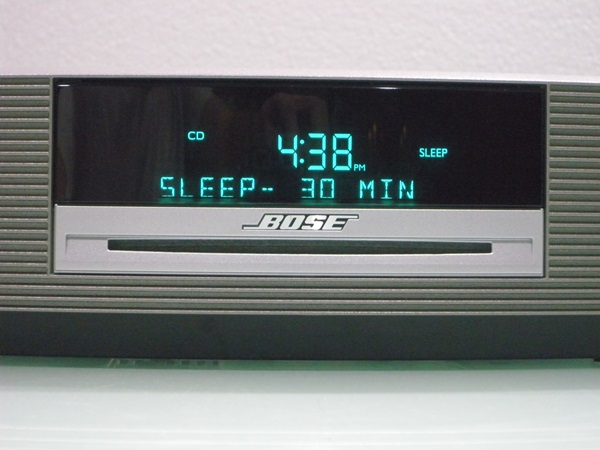 CD 4:38 PM SLEEP
SLEEP- 30 MIN
BOSE